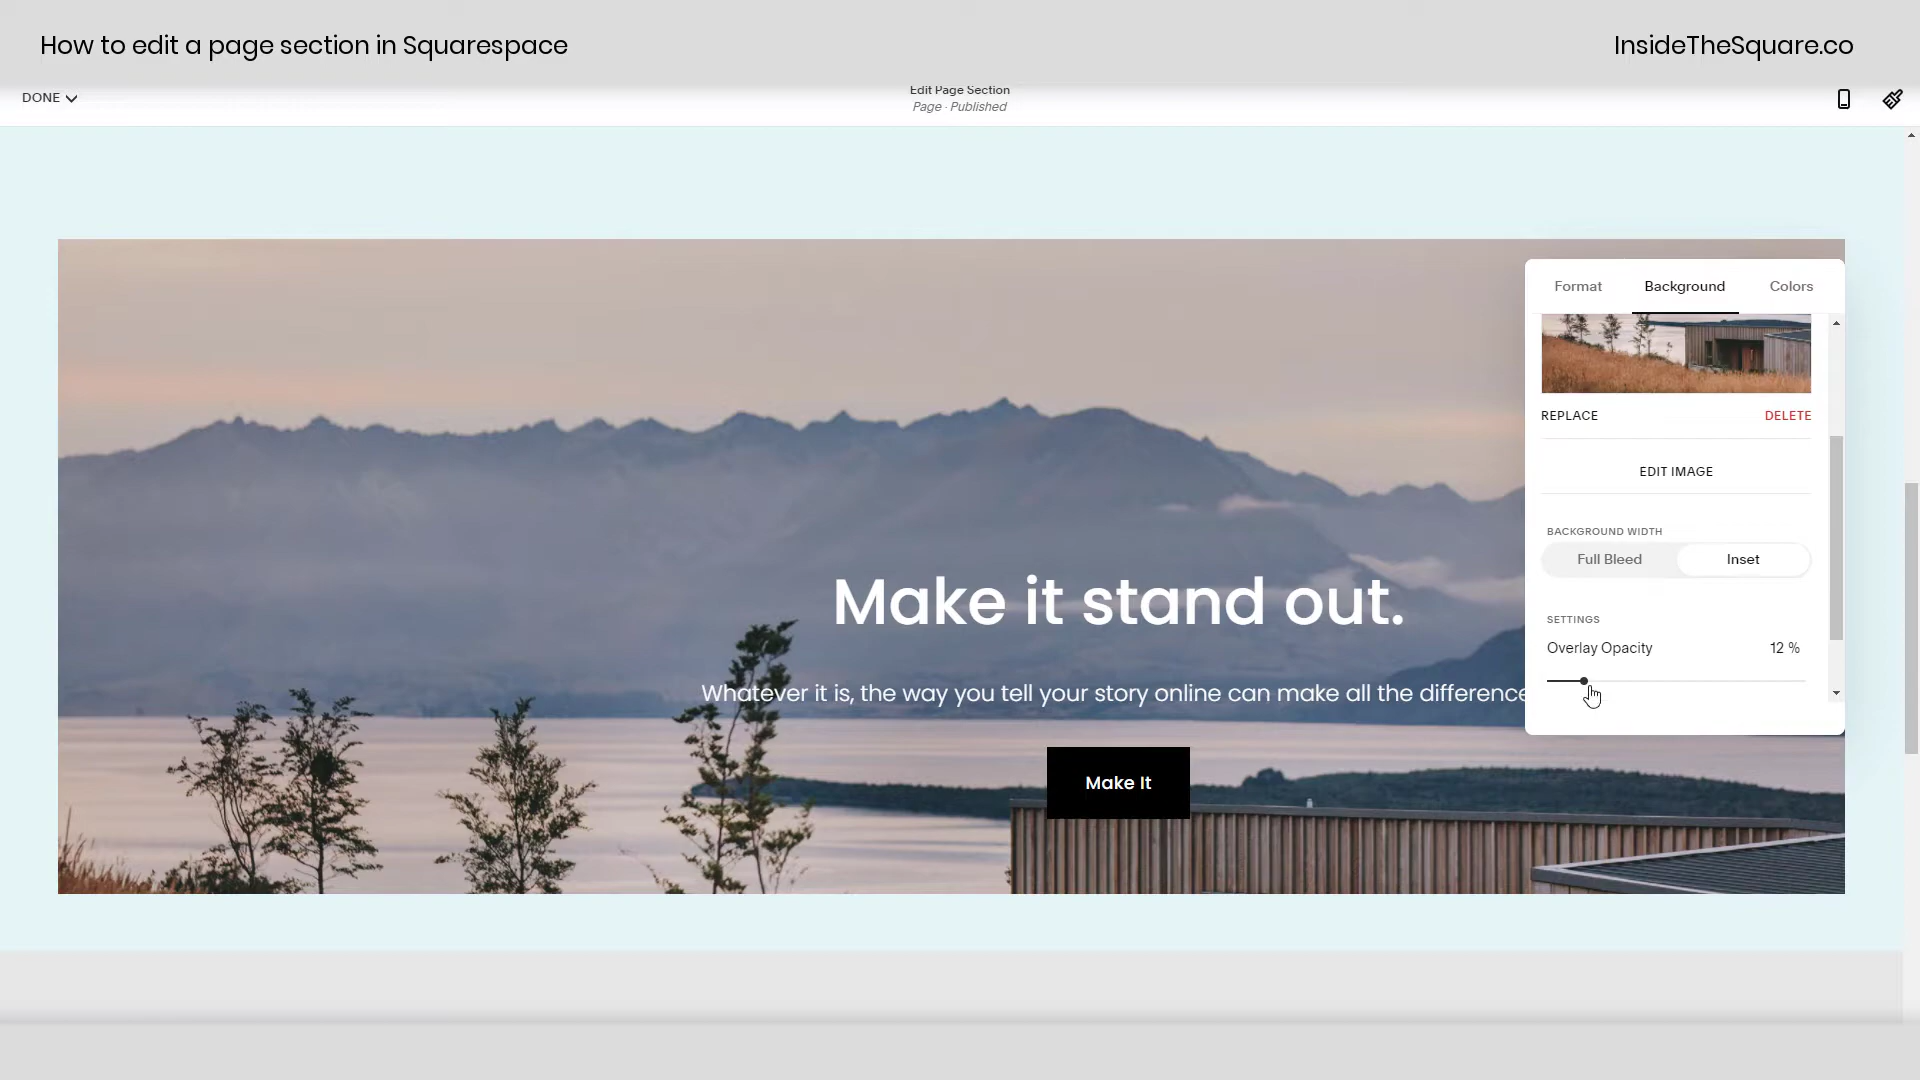 How to edit a page section in Squarespace
InsideTheSquare.co
DONE
Edit Page Section
Page · Published
Format
Background
Colors
REPLACE
DELETE
EDIT IMAGE
BACKGROUND WIDTH
Full Bleed
Inset
SETTINGS
Overlay Opacity
12 %
Make it stand out.
Whatever it is, the way you tell your story online can make all the difference
Make It